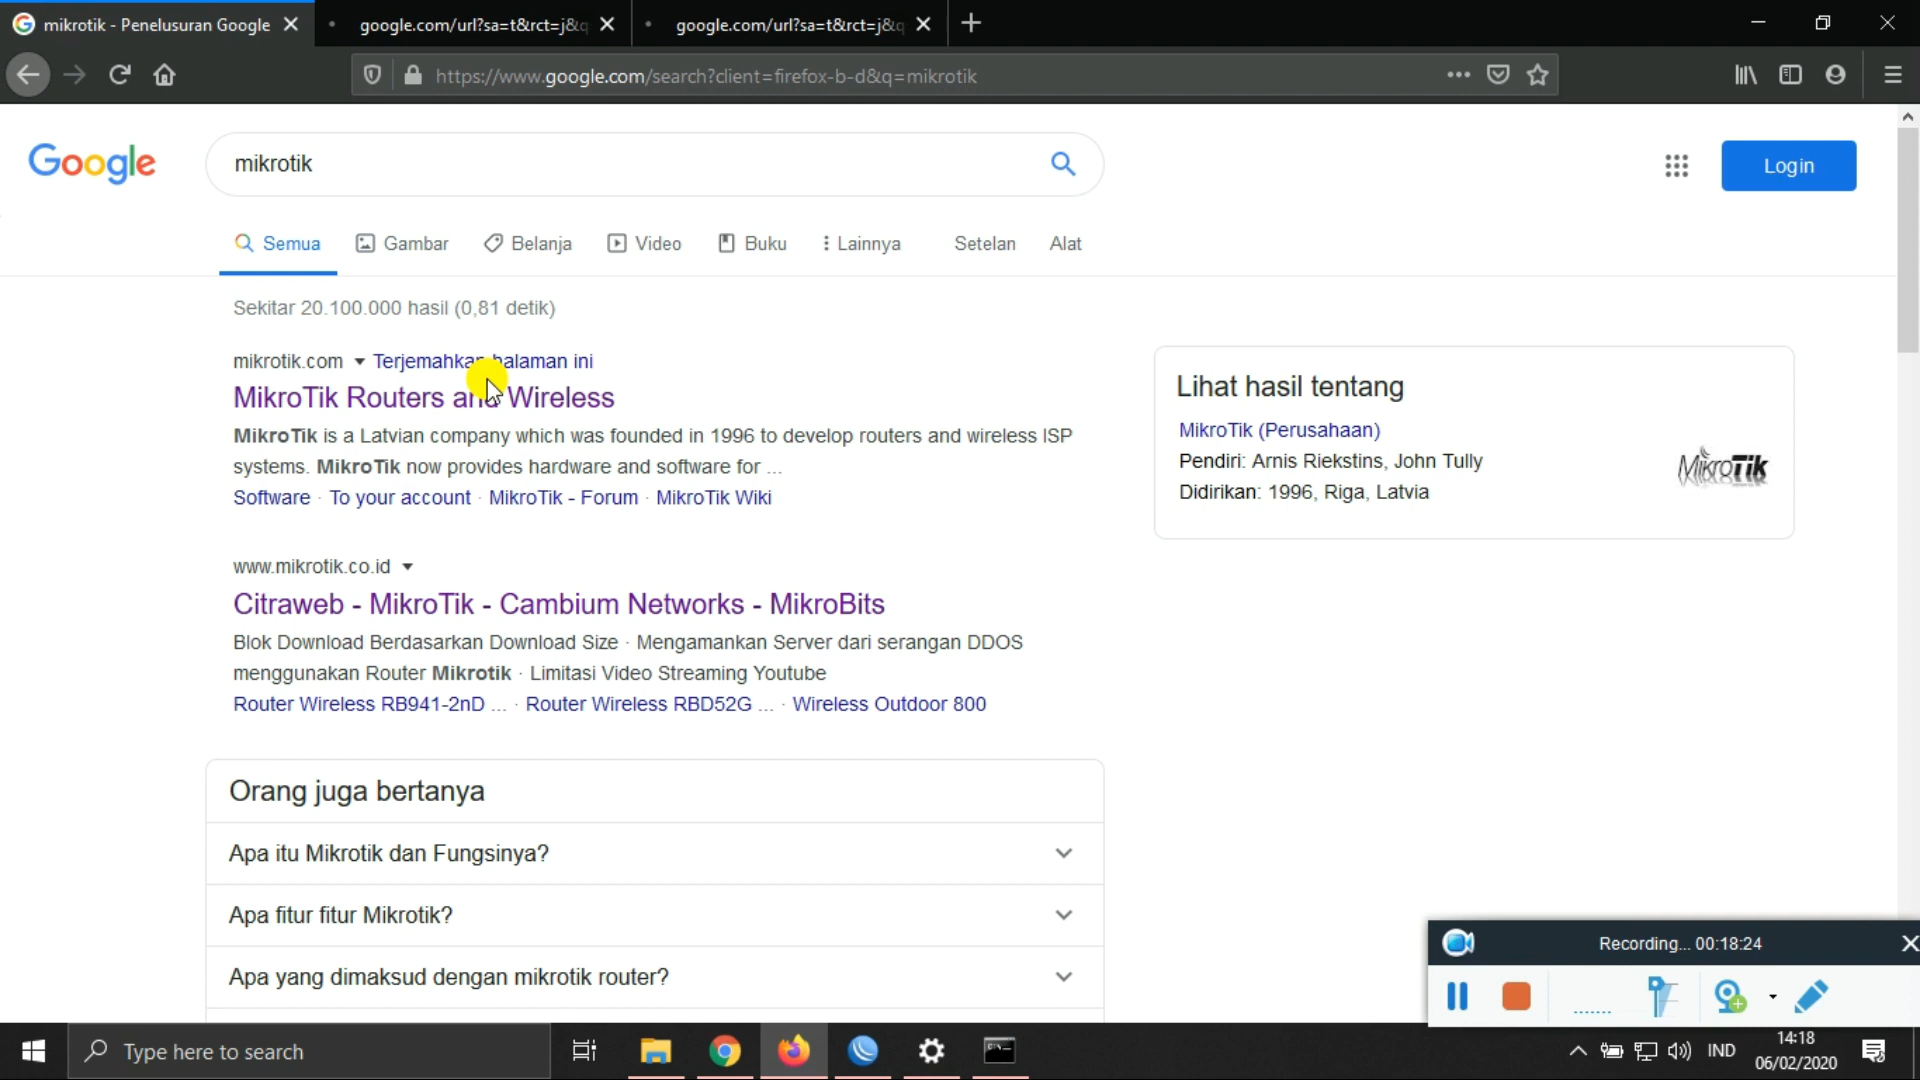 mikrotik - Penelusuran Google
google.com/url?sa=t&rct=j&q
google.com/url?sa=t&rct=j&q
https://www.google.com/search?client=firefox-b-d&q=mikrotik
Google
mikrotik
Login
Semua
Gambar
Belanja
Video
Buku
Lainnya
Setelan
Alat
Sekitar 20.100.000 hasil (0,81 detik)
mikrotik.com Terjemahkan halaman ini
MikroTik Routers and Wireless
MikroTik is a Latvian company which was founded in 1996 to develop routers and wireless ISP
systems. MikroTik now provides hardware and software for ...
Software · To your account · MikroTik - Forum · MikroTik Wiki
Lihat hasil tentang
MikroTik (Perusahaan)
Pendiri: Arnis Riekstins, John Tully
Didirikan: 1996, Riga, Latvia
MikroTik
www.mikrotik.co.id
Citraweb - MikroTik - Cambium Networks - MikroBits
Blok Download Berdasarkan Download Size · Mengamankan Server dari serangan DDOS
menggunakan Router Mikrotik · Limitasi Video Streaming Youtube
Router Wireless RB941-2nD ... · Router Wireless RBD52G ... · Wireless Outdoor 800
Orang juga bertanya
Apa itu Mikrotik dan Fungsinya?
Apa fitur fitur Mikrotik?
Apa yang dimaksud dengan mikrotik router?
Recording... 00:18:24
Type here to search
IND
14:18
06/02/2020